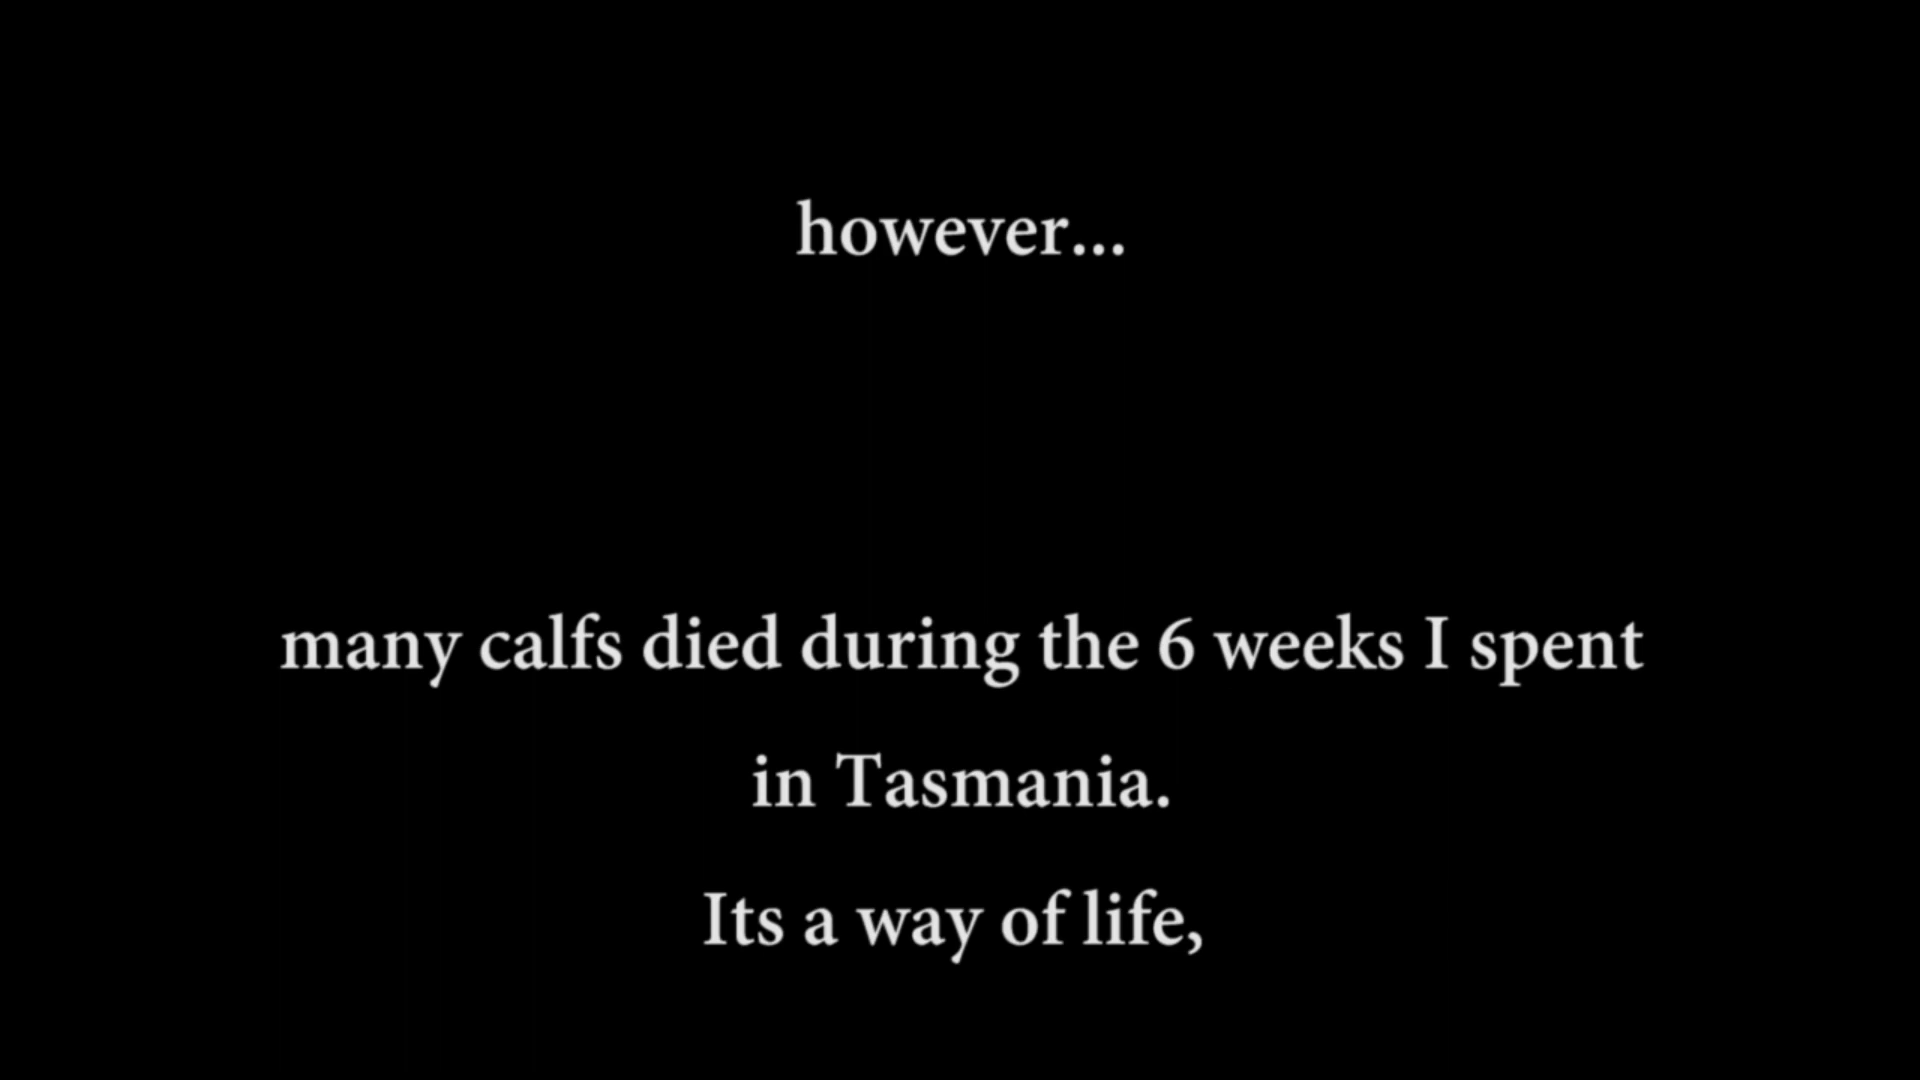 however...
many calfs died during the 6 weeks I spent
in Tasmania.
Its a way of life,